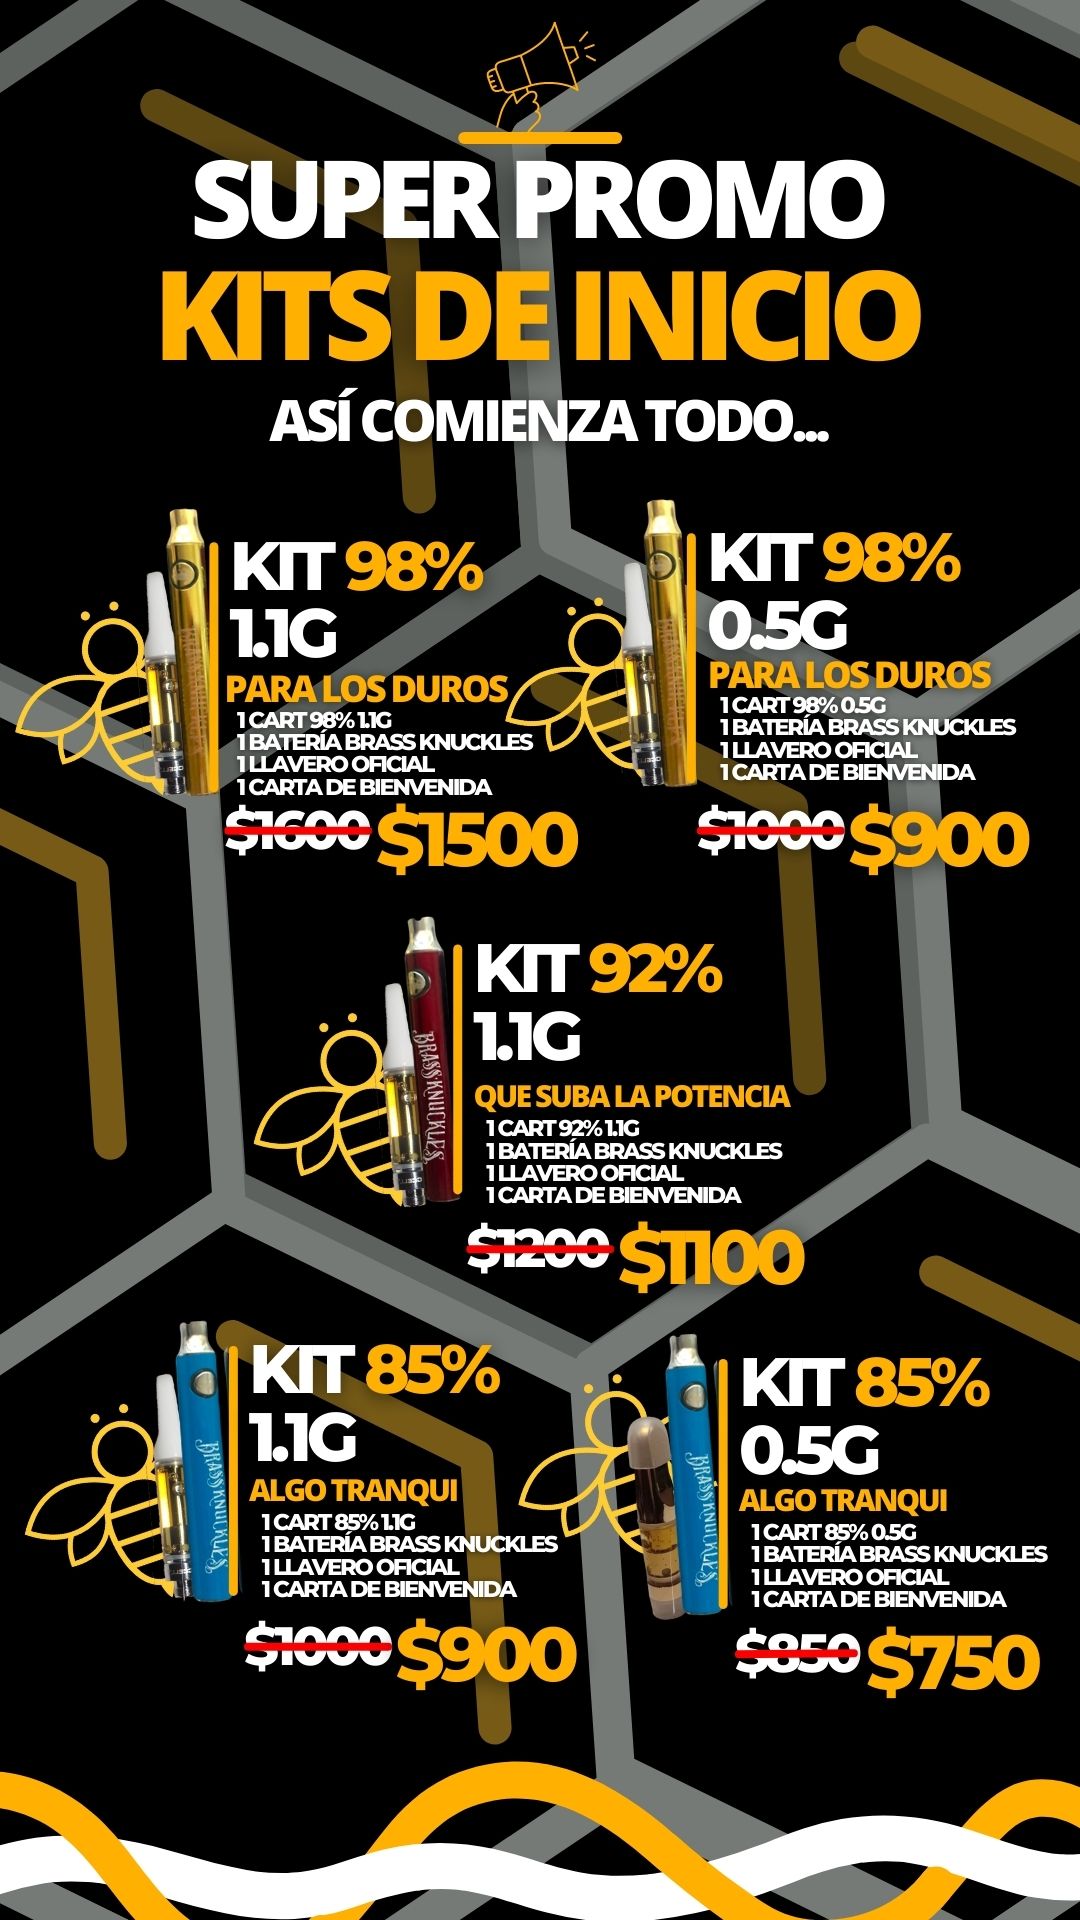 SUPER PROMO
KITS DE INICIO
ASÍ COMIENZA TODO...
KIT 98%
1.1G
PARA LOS DUROS
1 CART 98% 1.1G
1 BATERÍA BRASS KNUCKLES
1 LLAVERO OFICIAL
1 CARTA DE BIENVENIDA
$1600 $1500
KIT 98%
0.5G
PARA LOS DUROS
1 CART 98% 0.5G
1 BATERÍA BRASS KNUCKLES
1 LLAVERO OFICIAL
1 CARTA DE BIENVENIDA
$1000 $900
KIT 92%
1.1G
QUE SUBA LA POTENCIA
1 CART 92% 1.1G
1 BATERÍA BRASS KNUCKLES
1 LLAVERO OFICIAL
1 CARTA DE BIENVENIDA
$1200 $1100
BRASS KNUCKLES
KIT 85%
1.1G
ALGO TRANQUI
1 CART 85% 1.1G
1 BATERÍA BRASS KNUCKLES
1 LLAVERO OFICIAL
1 CARTA DE BIENVENIDA
$1000 $900
BRASS KNUCKLES
KIT 85%
0.5G
ALGO TRANQUI
1 CART 85% 0.5G
1 BATERÍA BRASS KNUCKLES
1 LLAVERO OFICIAL
1 CARTA DE BIENVENIDA
$850 $750
BRASS KNUCKLES